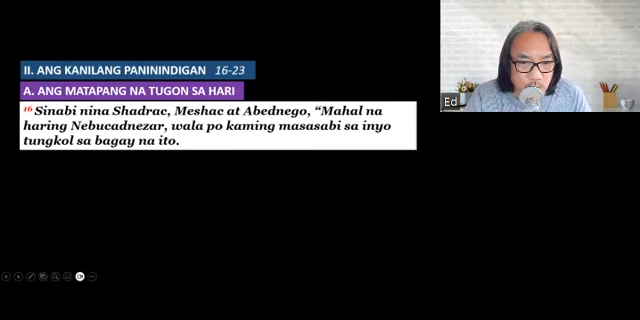 II. ANG KANILANG PANININDIGAN 16-23
A. ANG MATAPANG NA TUGON SA HARI
16 Sinabi nina Shadrac, Meshac at Abednego, “Mahal na
haring Nebucadnezar, wala po kaming masasabi sa inyo
tungkol sa bagay na ito.
Ed